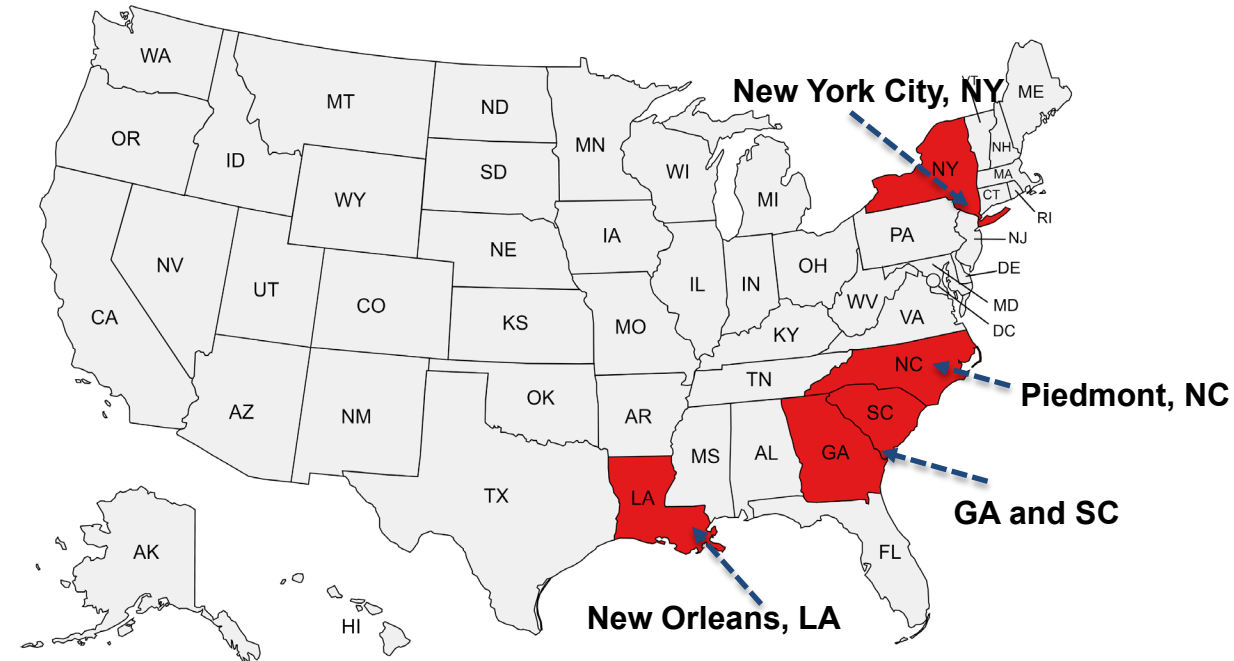 WA
MT
ND
MN
VT
ME
New York City, NY
OR
ID
SD
WI
MI
NY
NH
MA
CT
RI
WY
NE
IA
PA
NJ
NV
UT
CO
IL
IN
OH
DE
MD
DC
CA
KS
MO
KY
WV
VA
AZ
NM
OK
AR
TN
NC
Piedmont, NC
SC
GA
MS
AL
GA and SC
TX
LA
FL
AK
HI
New Orleans, LA